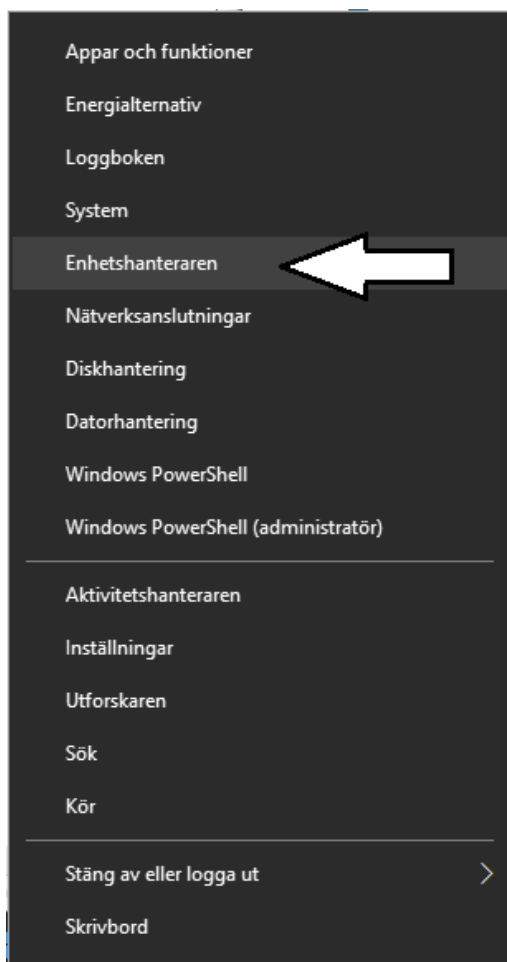 Appar och funktioner
Energialternativ
Loggboken
System
Enhetshanteraren
Nätverksanslutningar
Diskhantering
Datorhantering
Windows PowerShell
Windows PowerShell (administratör)
Aktivitetshanteraren
Inställningar
Utforskaren
Sök
Kör
Stäng av eller logga ut
Skrivbord